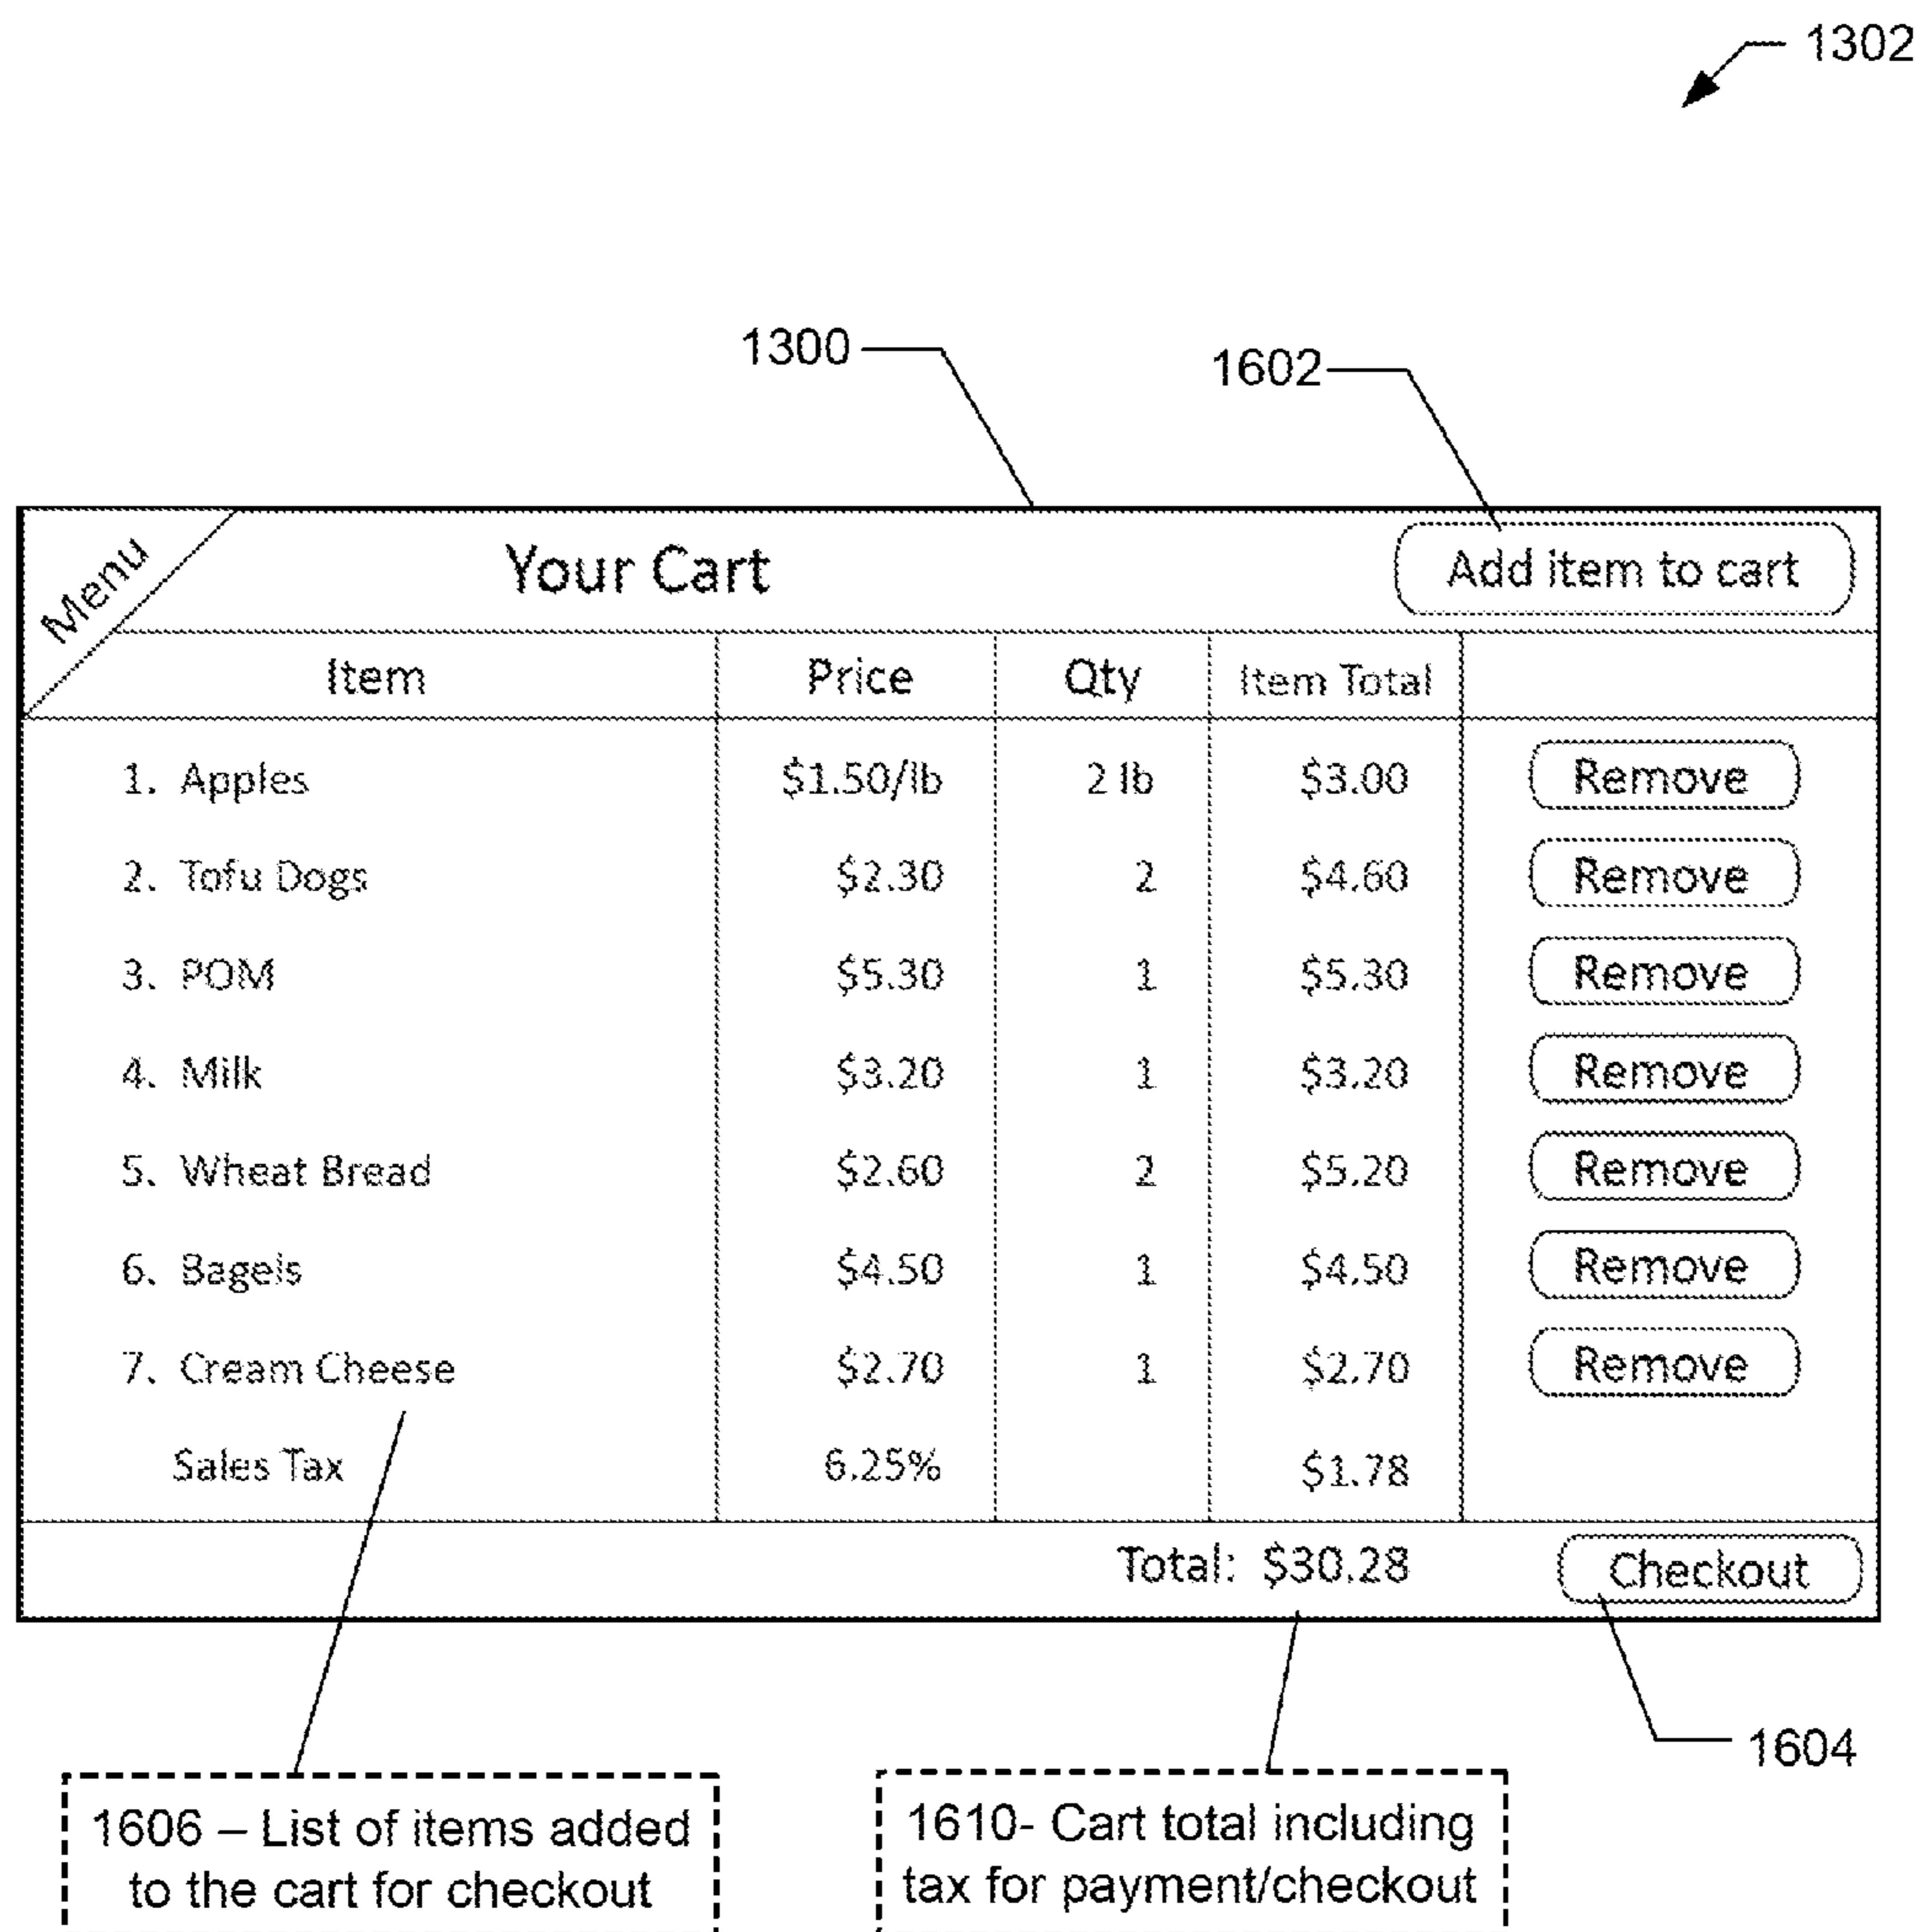 1302
1300
1602
Menu
Your Cart
Add item to cart
Item Price Qty Item Total
1. Apples $1.50/lb 2 lb $3.00 Remove
2. Tofu Dogs $2.30 2 $4.60 Remove
3. POM $5.30 1 $5.30 Remove
4. Milk $3.20 1 $3.20 Remove
5. Wheat Bread $2.60 2 $5.20 Remove
6. Bagels $4.50 1 $4.50 Remove
7. Cream Cheese $2.70 1 $2.70 Remove
Sales Tax 6.25% $1.78
Total: $30.28 Checkout
1604
1606 – List of items added
to the cart for checkout
1610- Cart total including
tax for payment/checkout